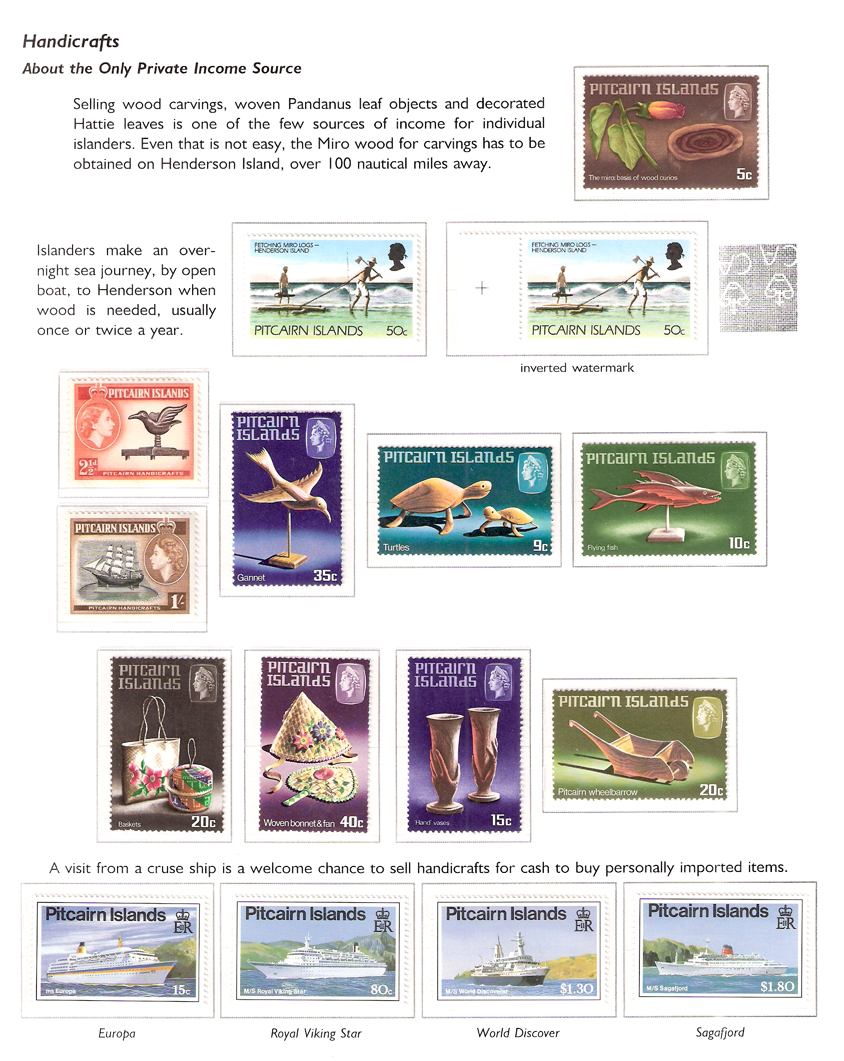 Handicrafts
About the Only Private Income Source
Selling wood carvings, woven Pandanus leaf objects and decorated
Hattie leaves is one of the few sources of income for individual
islanders. Even that is not easy, the Miro wood for carvings has to be
obtained on Henderson Island, over 100 nautical miles away.
PITCAIRN ISLANDS
The miro: basis of wood curios
5c
Islanders make an over-
night sea journey, by open
boat, to Henderson when
wood is needed, usually
once or twice a year.
FETCHING MIRO LOGS –
HENDERSON ISLAND
PITCAIRN ISLANDS 50c
FETCHING MIRO LOGS –
HENDERSON ISLAND
PITCAIRN ISLANDS 50c
inverted watermark
PITCAIRN ISLANDS
2½d
PITCAIRN HANDICRAFTS
PITCAIRN ISLANDS
1/-
PITCAIRN HANDICRAFTS
PITCAIRN
ISLANDS
Gannet 35c
PITCAIRN ISLANDS
Turtles 9c
PITCAIRN ISLANDS
Flying fish 10c
PITCAIRN
ISLANDS
Baskets 20c
PITCAIRN
ISLANDS
Woven bonnet & fan 40c
PITCAIRN
ISLANDS
'Hand' vases 15c
PITCAIRN ISLANDS
Pitcairn wheelbarrow 20c
A visit from a cruse ship is a welcome chance to sell handicrafts for cash to buy personally imported items.
Pitcairn Islands
EIIR
ms Europa 15c
Pitcairn Islands
EIIR
M/S Royal Viking Star 80c
Pitcairn Islands
EIIR
M/S World Discoverer $1.30
Pitcairn Islands
EIIR
M/S Sagafjord $1.80
Europa
Royal Viking Star
World Discover
Sagafjord